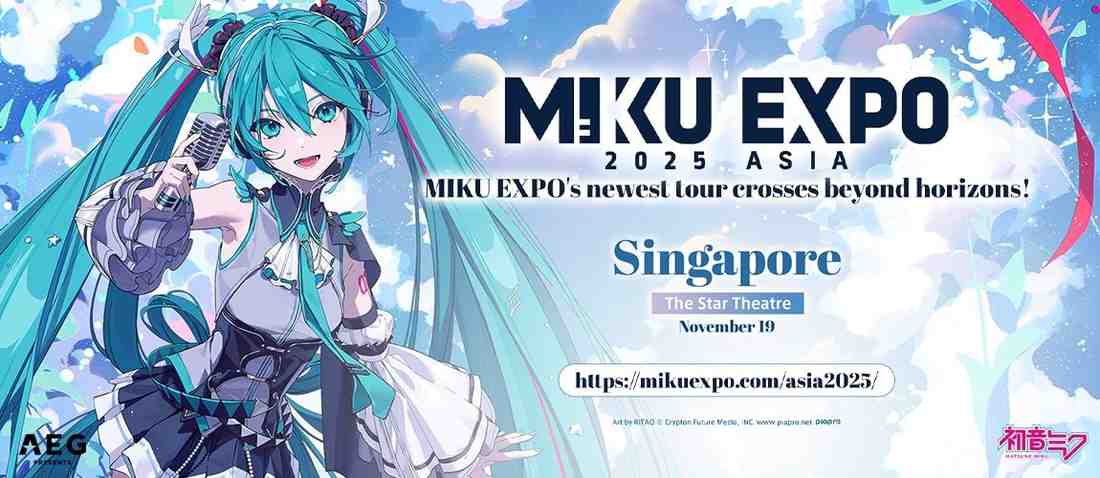 MIKU EXPO
2025 ASIA
MIKU EXPO's newest tour crosses beyond horizons!
Singapore
The Star Theatre
November 19
https://mikuexpo.com/asia2025/
Art by RITAO © Crypton Future Media, INC. www.piapro.net piapro
AEG
PRESENTS
初音ミク
HATSUNE MIKU